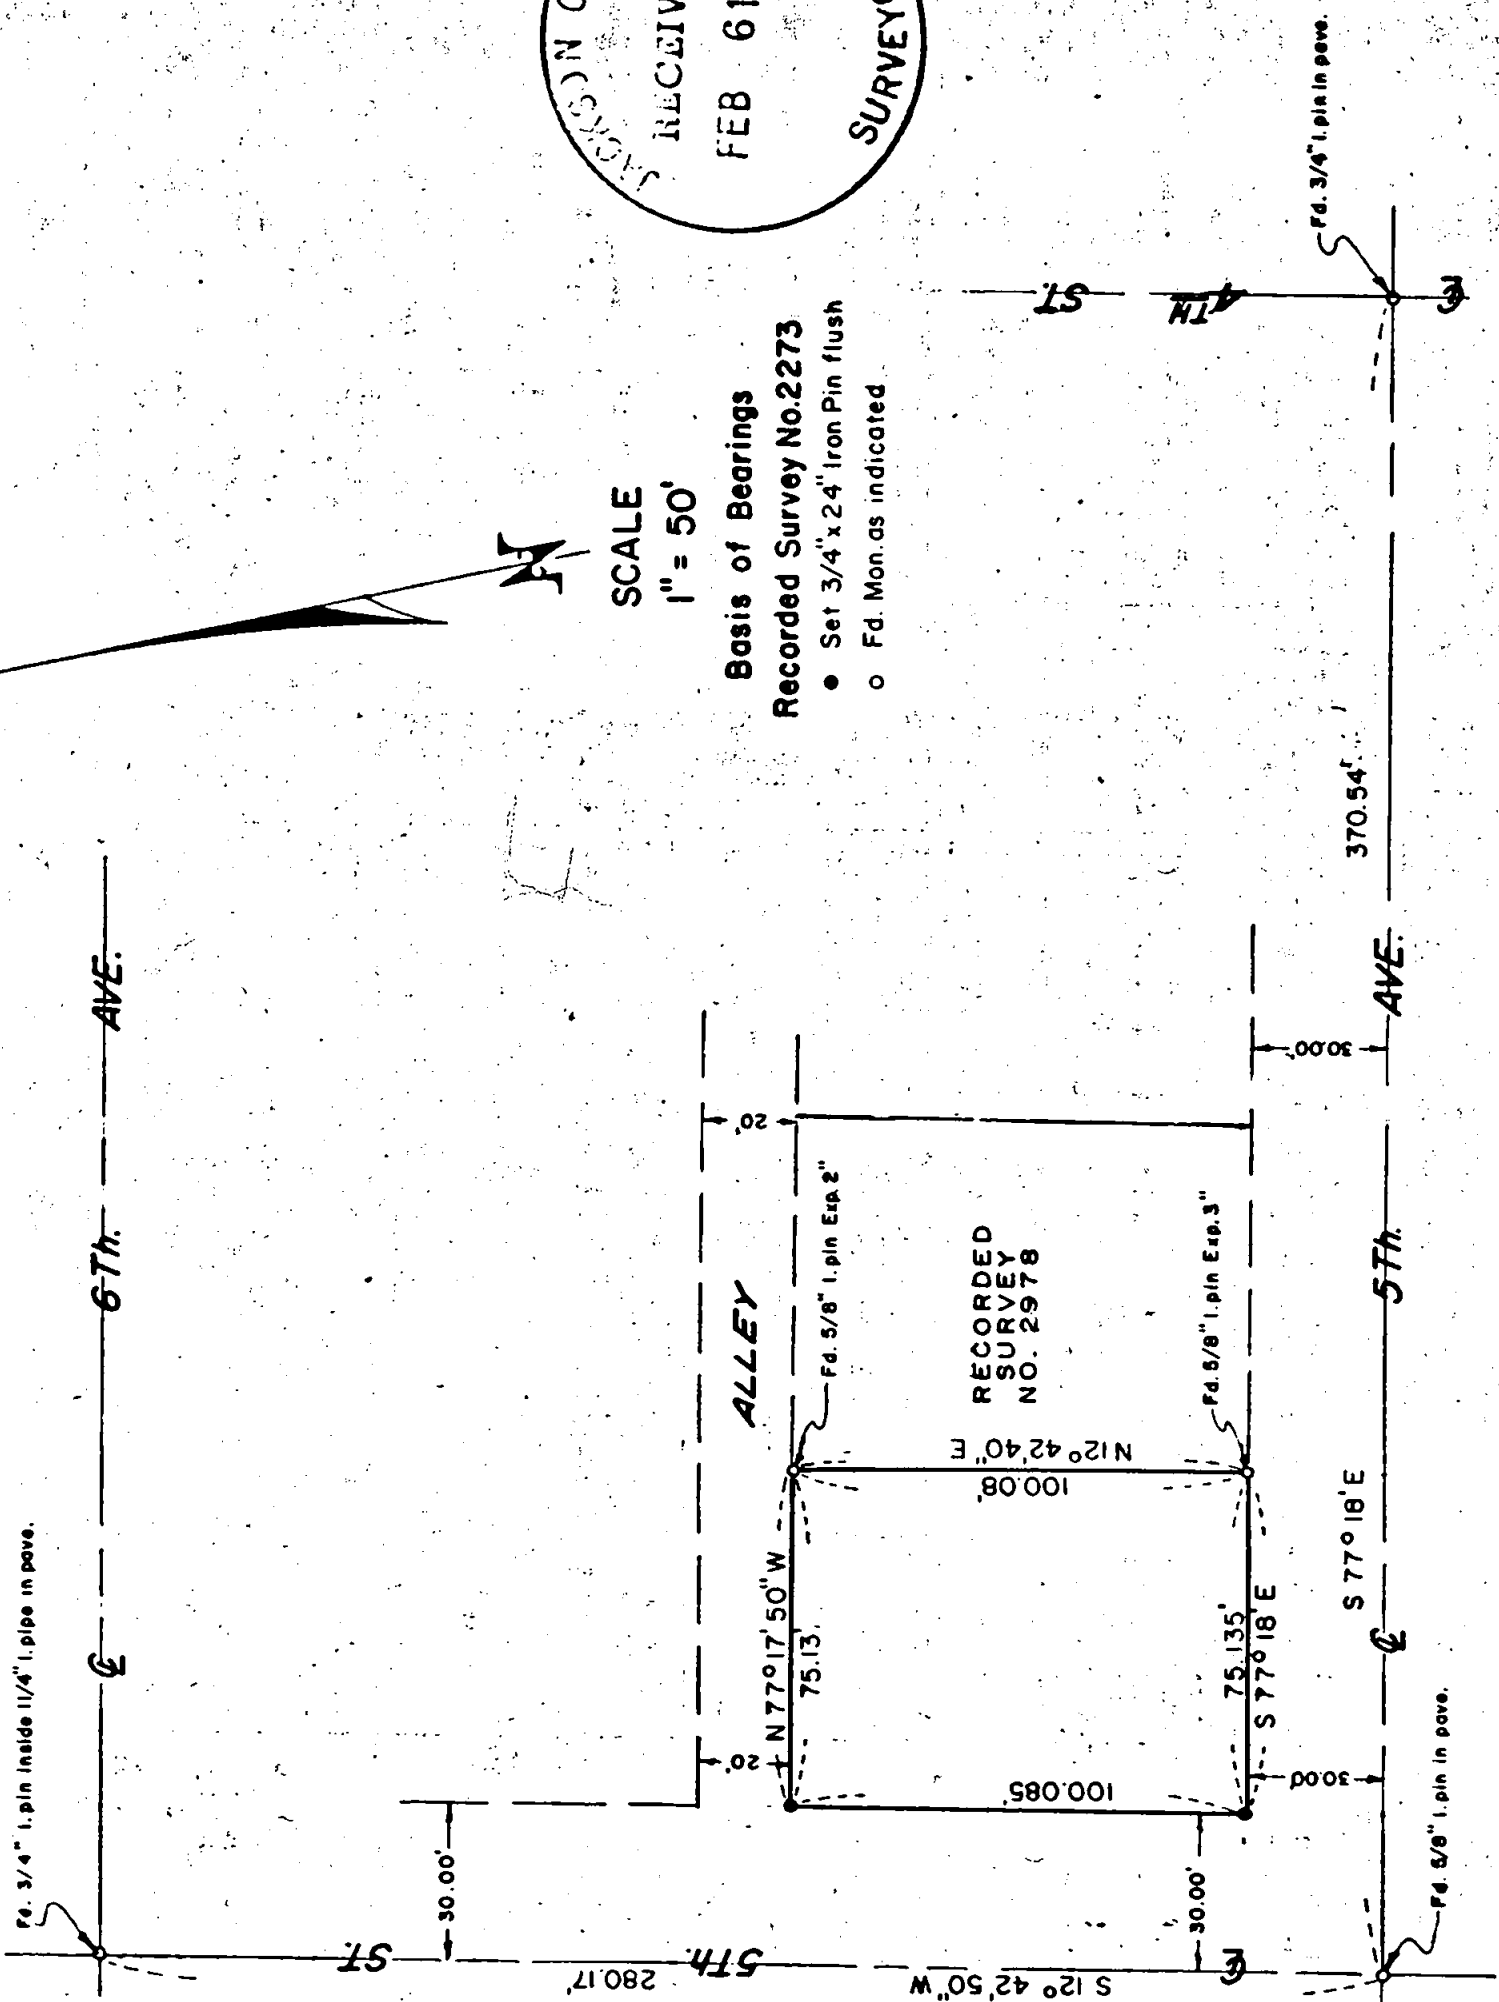 Fd. 3/4" I.pin inside 1 1/4" I.pipe in pave.
℄
6Th. AVE.
30.00'
5Th. ST.
280.17'
S 12° 42' 50" W
℄
20'
20'
ALLEY
N 77° 17' 50" W
75.13'
Fd. 5/8" I.pin Exp. 2"
100.085'
N 12° 42' 40" E
100.08'
RECORDED
SURVEY
NO. 2978
Fd. 5/8" I.pin Exp. 3"
75.135'
S 77° 18' E
30.00'
30.00'
30.00'
S 77° 18' E
℄
5Th. AVE.
370.54'
Fd. 5/8" I.pin in pave.
N
SCALE
1" = 50'
Basis of Bearings
Recorded Survey No. 2273
● Set 3/4" x 24" Iron Pin flush
○ Fd. Mon. as indicated
JACKSON
RECEIV
FEB 6 1
SURVEY
4TH ST.
℄
Fd. 3/4" I.pin in pave.